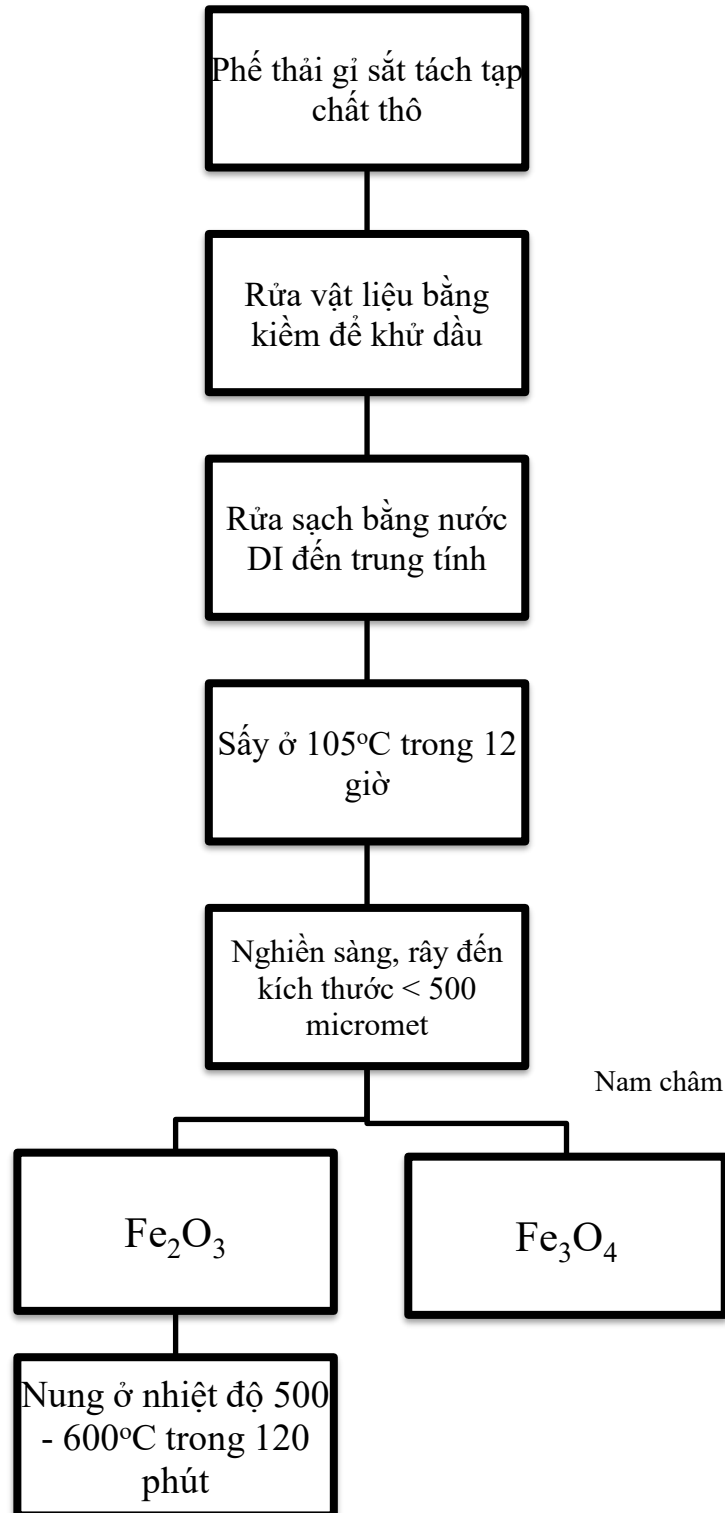 Phế thải gỉ sắt tách tạp
chất thô
Rửa vật liệu bằng
kiềm để khử dầu
Rửa sạch bằng nước
DI đến trung tính
Sấy ở 105°C trong 12
giờ
Nghiền sàng, rây đến
kích thước < 500
micromet
Nam châm
Fe₂O₃
Fe₃O₄
Nung ở nhiệt độ 500
- 600°C trong 120
phút